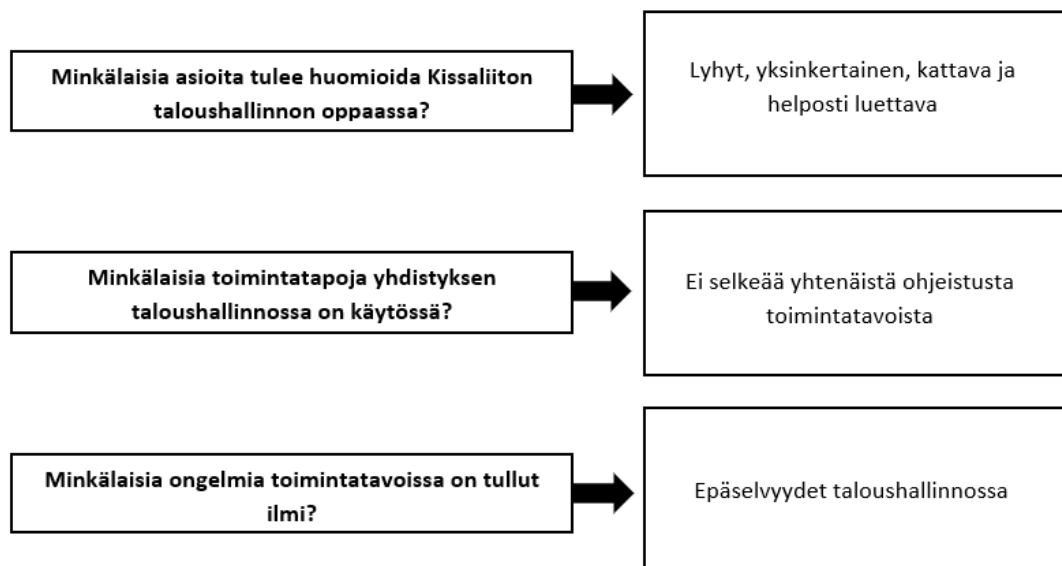 Minkälaisia asioita tulee huomioida Kissaliiton
taloushallinnon oppaassa?
Lyhyt, yksinkertainen, kattava ja
helposti luettava
Minkälaisia toimintatapoja yhdistyksen
taloushallinnossa on käytössä?
Ei selkeää yhtenäistä ohjeistusta
toimintatavoista
Minkälaisia ongelmia toimintatavoissa on tullut
ilmi?
Epäselvyydet taloushallinnossa